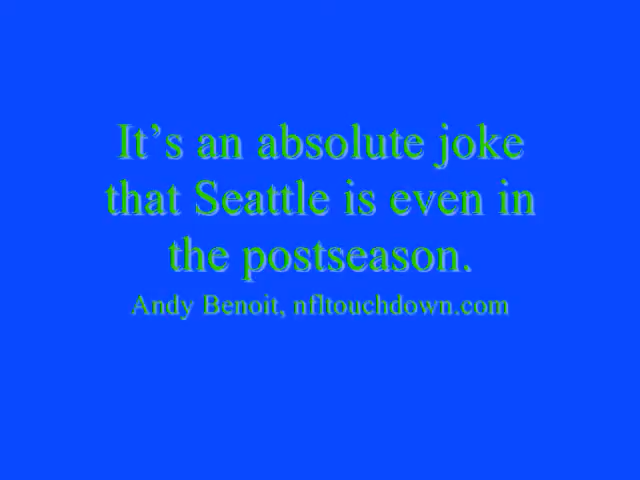 It’s an absolute joke
that Seattle is even in
the postseason.
Andy Benoit, nfltouchdown.com